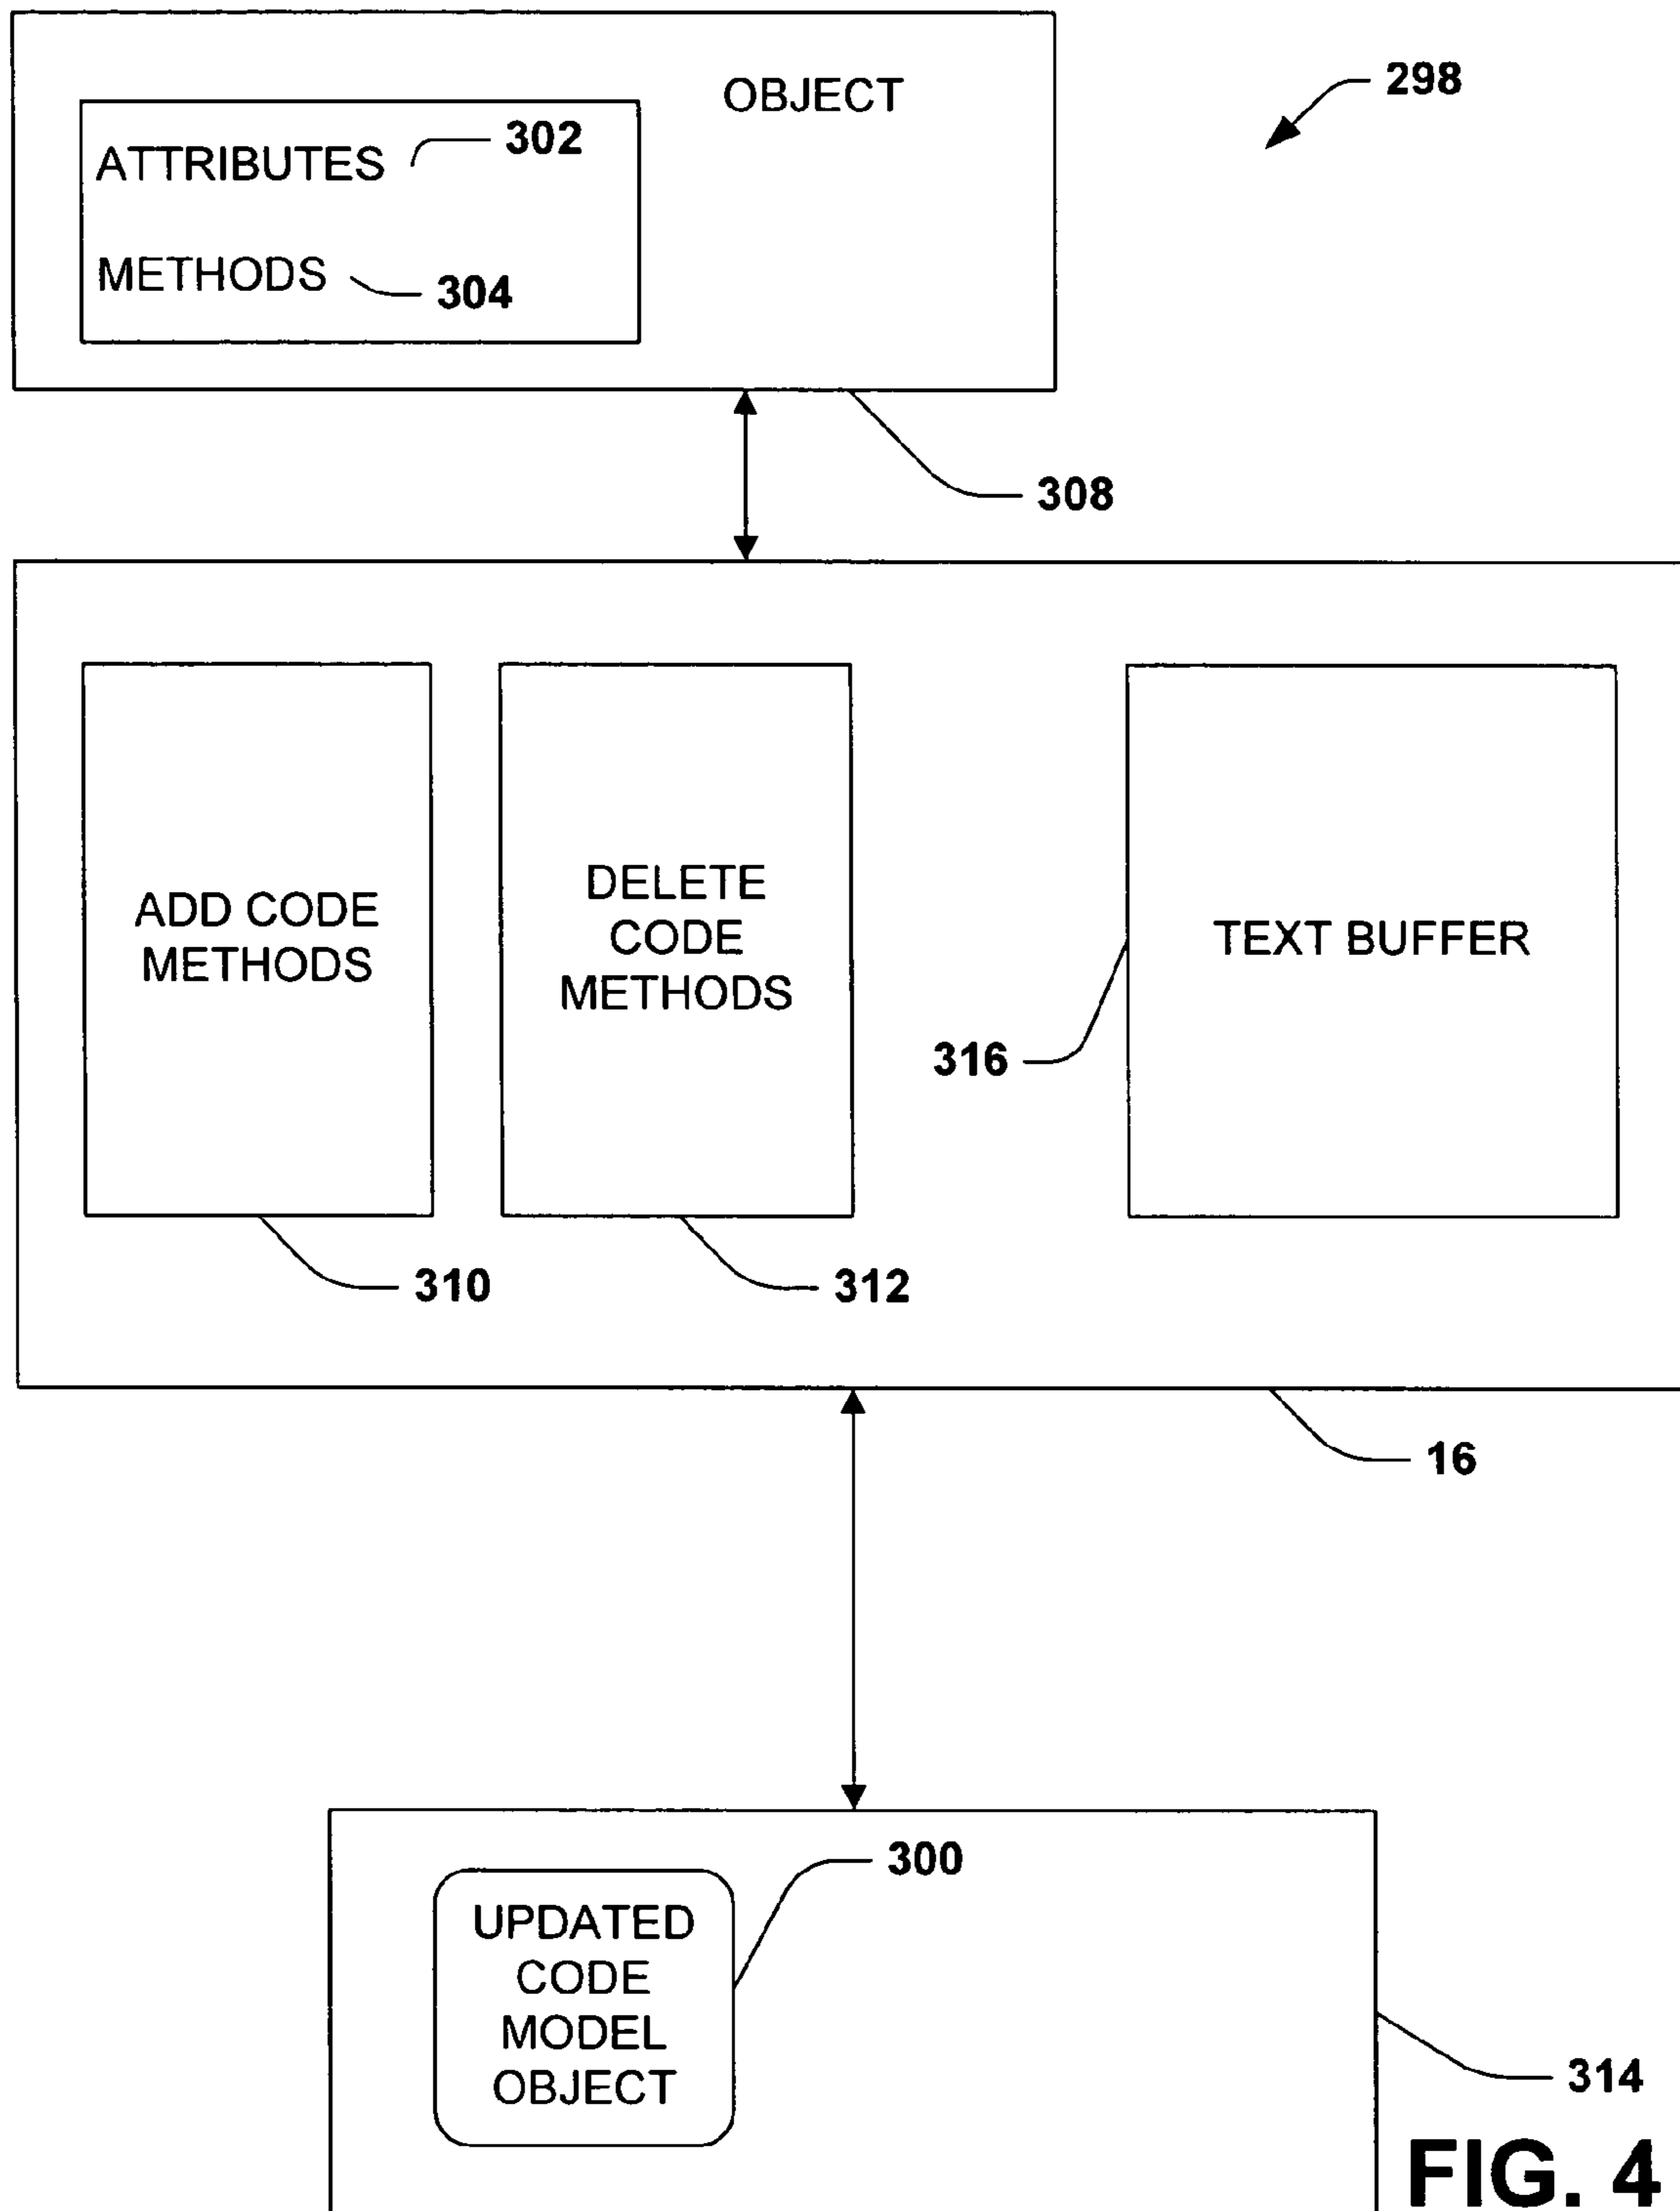 OBJECT
298
ATTRIBUTES
302
METHODS
304
308
ADD CODE
METHODS
DELETE
CODE
METHODS
TEXT BUFFER
316
310
312
16
300
UPDATED
CODE
MODEL
OBJECT
314
FIG. 4